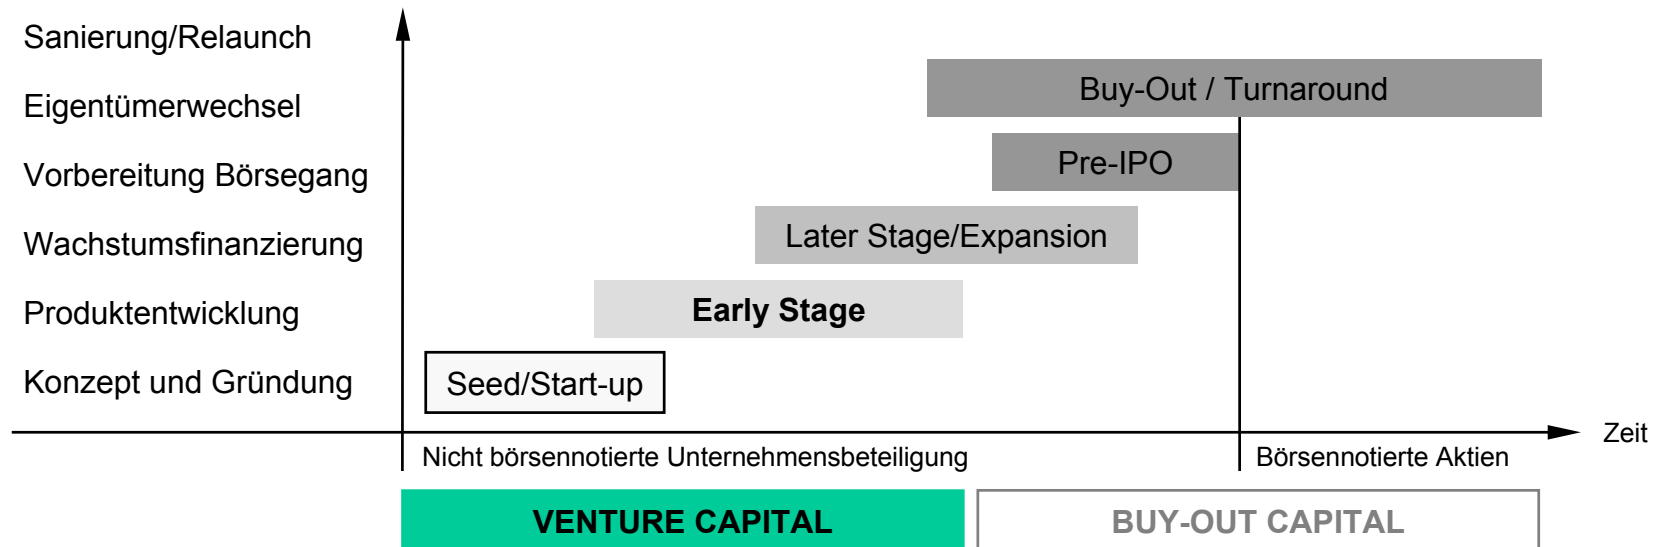 Sanierung/Relaunch
Eigentümerwechsel
Vorbereitung Börsegang
Wachstumsfinanzierung
Produktentwicklung
Konzept und Gründung
Buy-Out / Turnaround
Pre-IPO
Later Stage/Expansion
Early Stage
Seed/Start-up
Zeit
Nicht börsennotierte Unternehmensbeteiligung
Börsennotierte Aktien
VENTURE CAPITAL
BUY-OUT CAPITAL